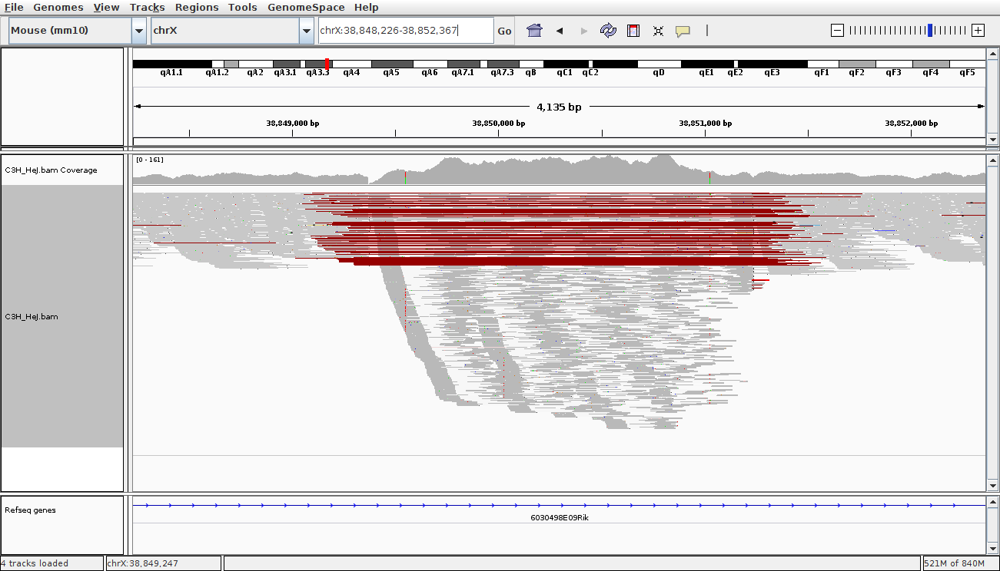 File Genomes View Tracks Regions Tools GenomeSpace Help
Mouse (mm10) chrX chrX:38,848,226-38,852,367 Go
qA1.1 qA1.2 qA2 qA3.1 qA3.3 qA4 qA5 qA6 qA7.1 qA7.3 qB qC1 qC2 qD qE1 qE2 qE3 qF1 qF2 qF3 qF4 qF5
4,135 bp
38,849,000 bp 38,850,000 bp 38,851,000 bp 38,852,000 bp
[0 - 161]
C3H_HeJ.bam Coverage
C3H_HeJ.bam
Refseq genes
6030498E09Rik
4 tracks loaded chrX:38,849,247 521M of 840M